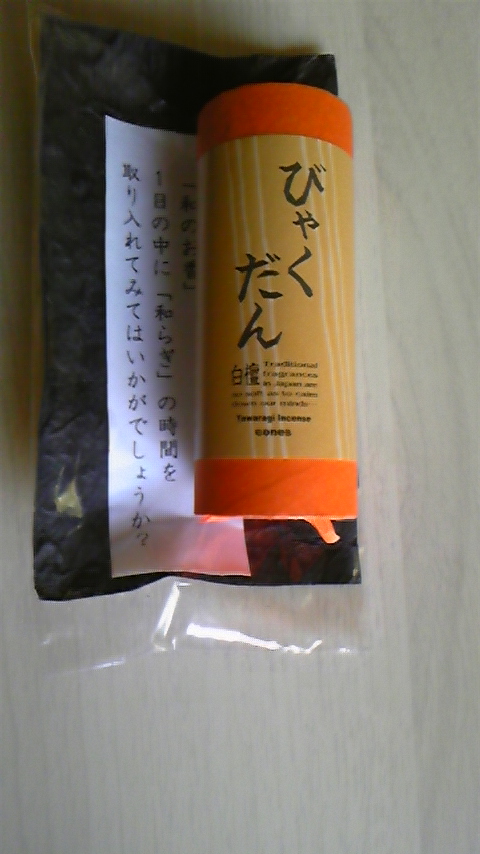 びゃく
だん
白檀
Traditional
fragrances
in Japan are
so soft as to calm
down our minds
Yawaragi Incense
cones
「和のお香」
1日の中に「和らぎ」の時間を
取り入れてみてはいかがでしょうか?